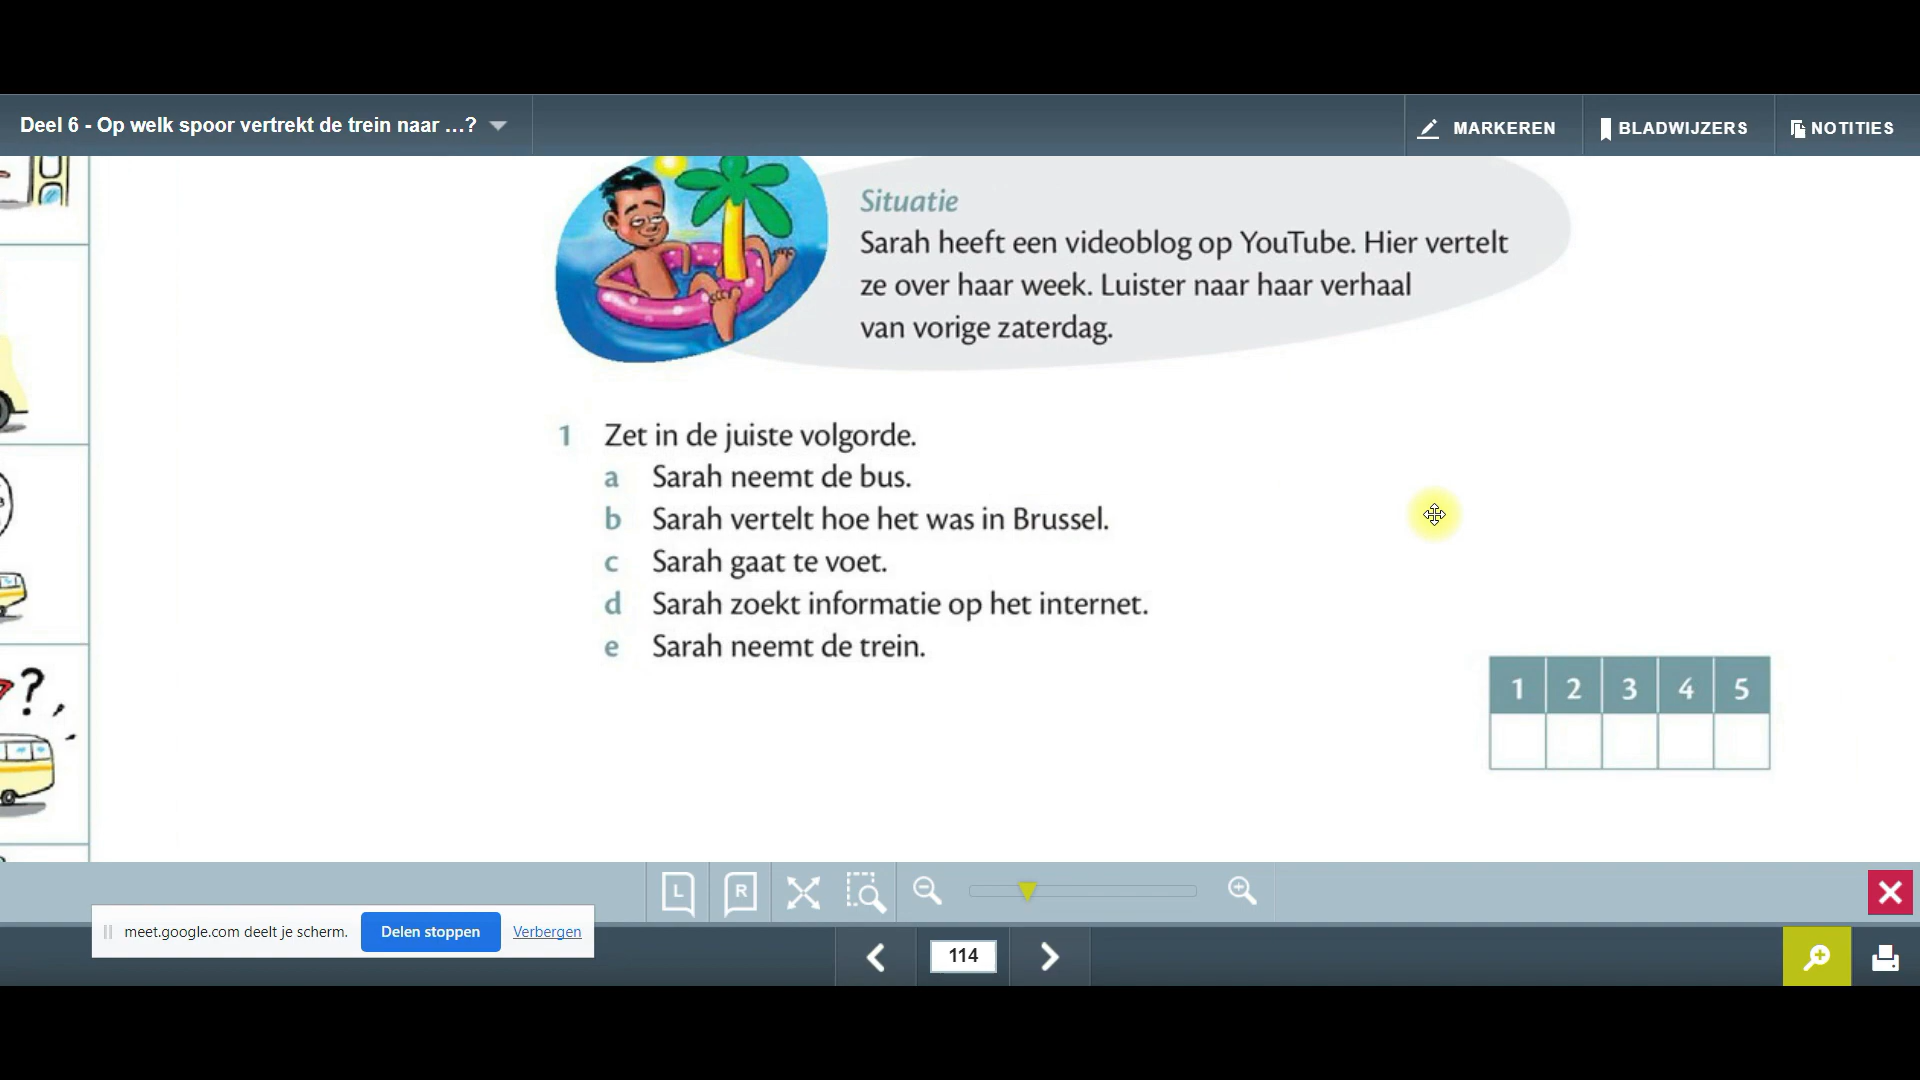 Deel 6 - Op welk spoor vertrekt de trein naar ...?
MARKEREN
BLADWIJZERS
NOTITIES
Situatie
Sarah heeft een videoblog op YouTube. Hier vertelt
ze over haar week. Luister naar haar verhaal
van vorige zaterdag.
1 Zet in de juiste volgorde.
a Sarah neemt de bus.
b Sarah vertelt hoe het was in Brussel.
c Sarah gaat te voet.
d Sarah zoekt informatie op het internet.
e Sarah neemt de trein.
1 2 3 4 5
?
L R
meet.google.com deelt je scherm. Delen stoppen Verbergen
114